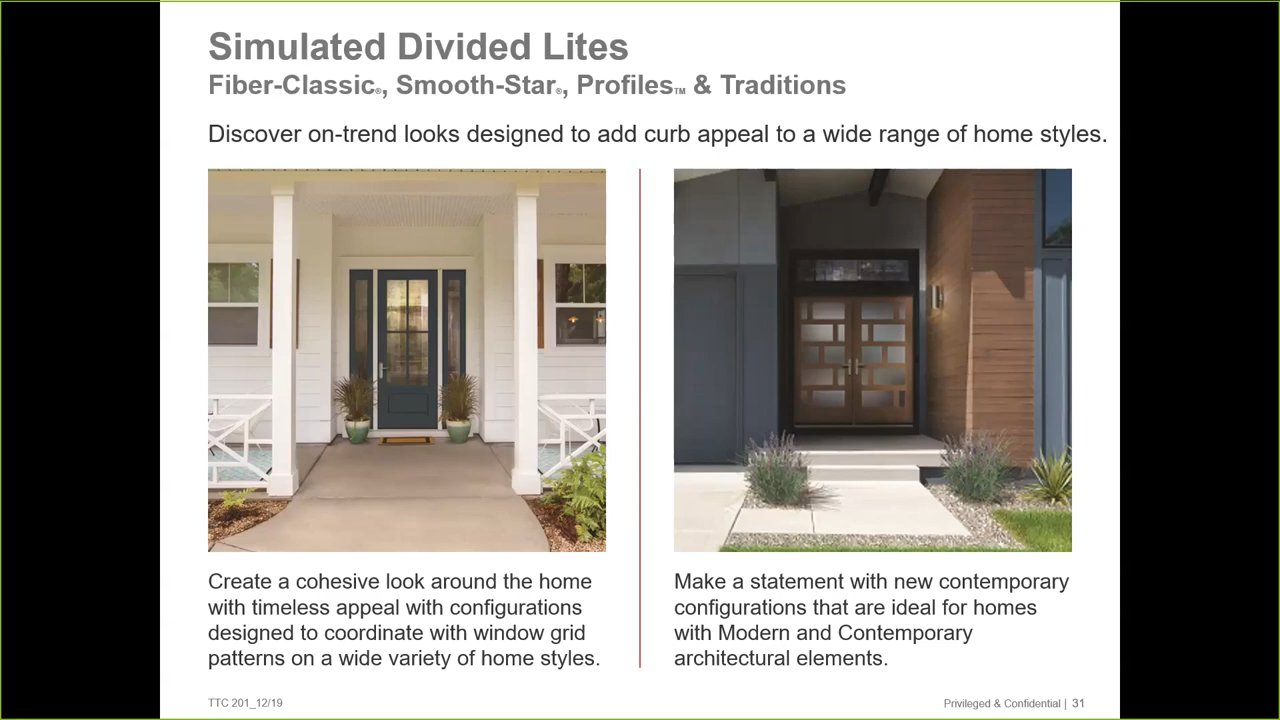 Simulated Divided Lites
Fiber-Classic®, Smooth-Star®, Profiles™ & Traditions
Discover on-trend looks designed to add curb appeal to a wide range of home styles.
Create a cohesive look around the home
with timeless appeal with configurations
designed to coordinate with window grid
patterns on a wide variety of home styles.
Make a statement with new contemporary
configurations that are ideal for homes
with Modern and Contemporary
architectural elements.
TTC 201_12/19
Privileged & Confidential | 31